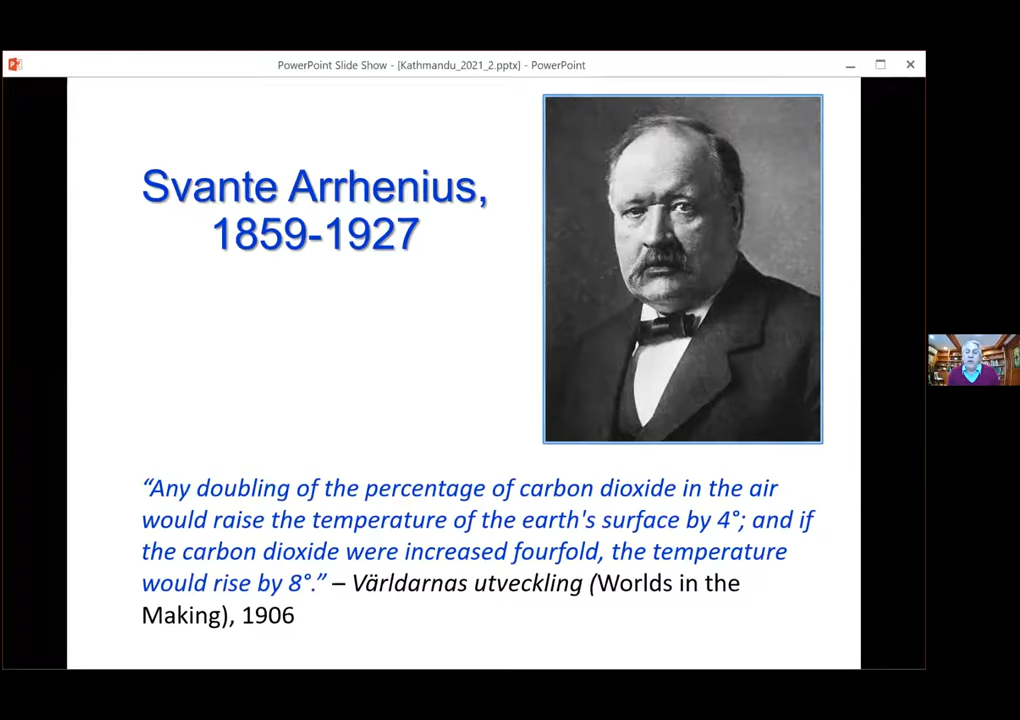 PowerPoint Slide Show - [Kathmandu_2021_2.pptx] - PowerPoint
Svante Arrhenius,
1859-1927
“Any doubling of the percentage of carbon dioxide in the air
would raise the temperature of the earth's surface by 4°; and if
the carbon dioxide were increased fourfold, the temperature
would rise by 8°.” – Världarnas utveckling (Worlds in the
Making), 1906